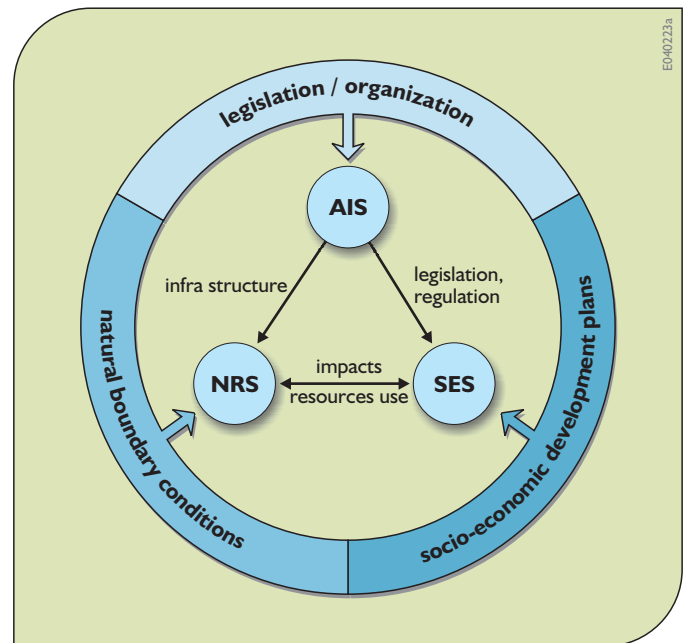 E040223a
legislation / organization
AIS
infra structure
legislation,
regulation
NRS
impacts
resources use
SES
natural boundary conditions
socio-economic development plans